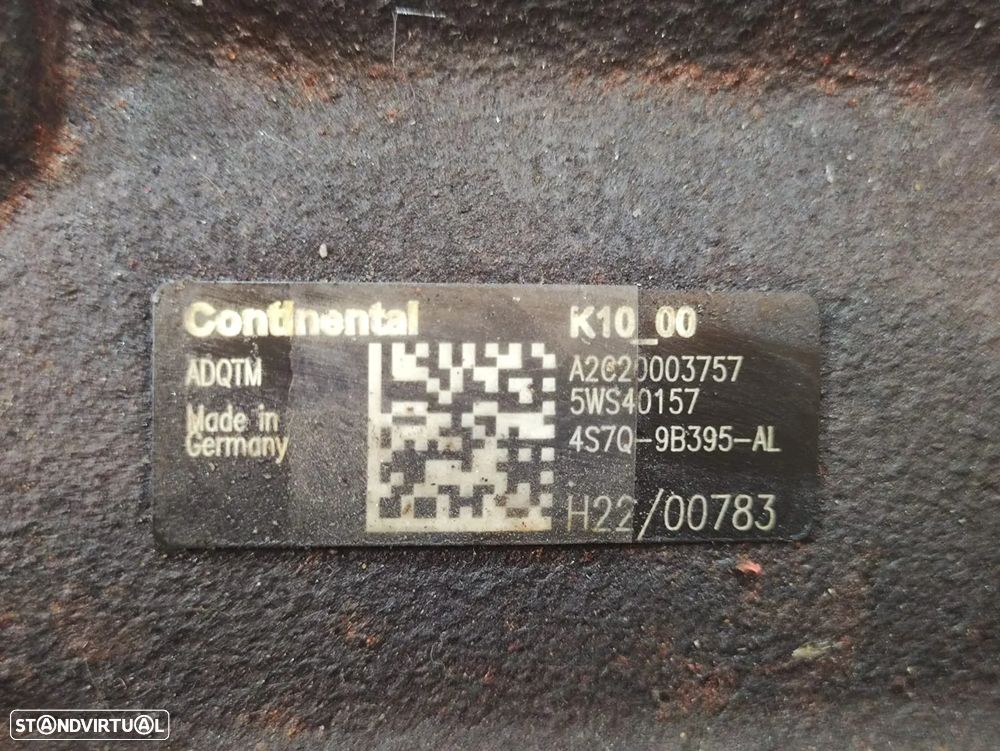 Continental
K10_00
ADQTM
A2C20003757
5WS40157
Made in
Germany
4S7Q-9B395-AL
H22/00783
STANDVIRTUAL